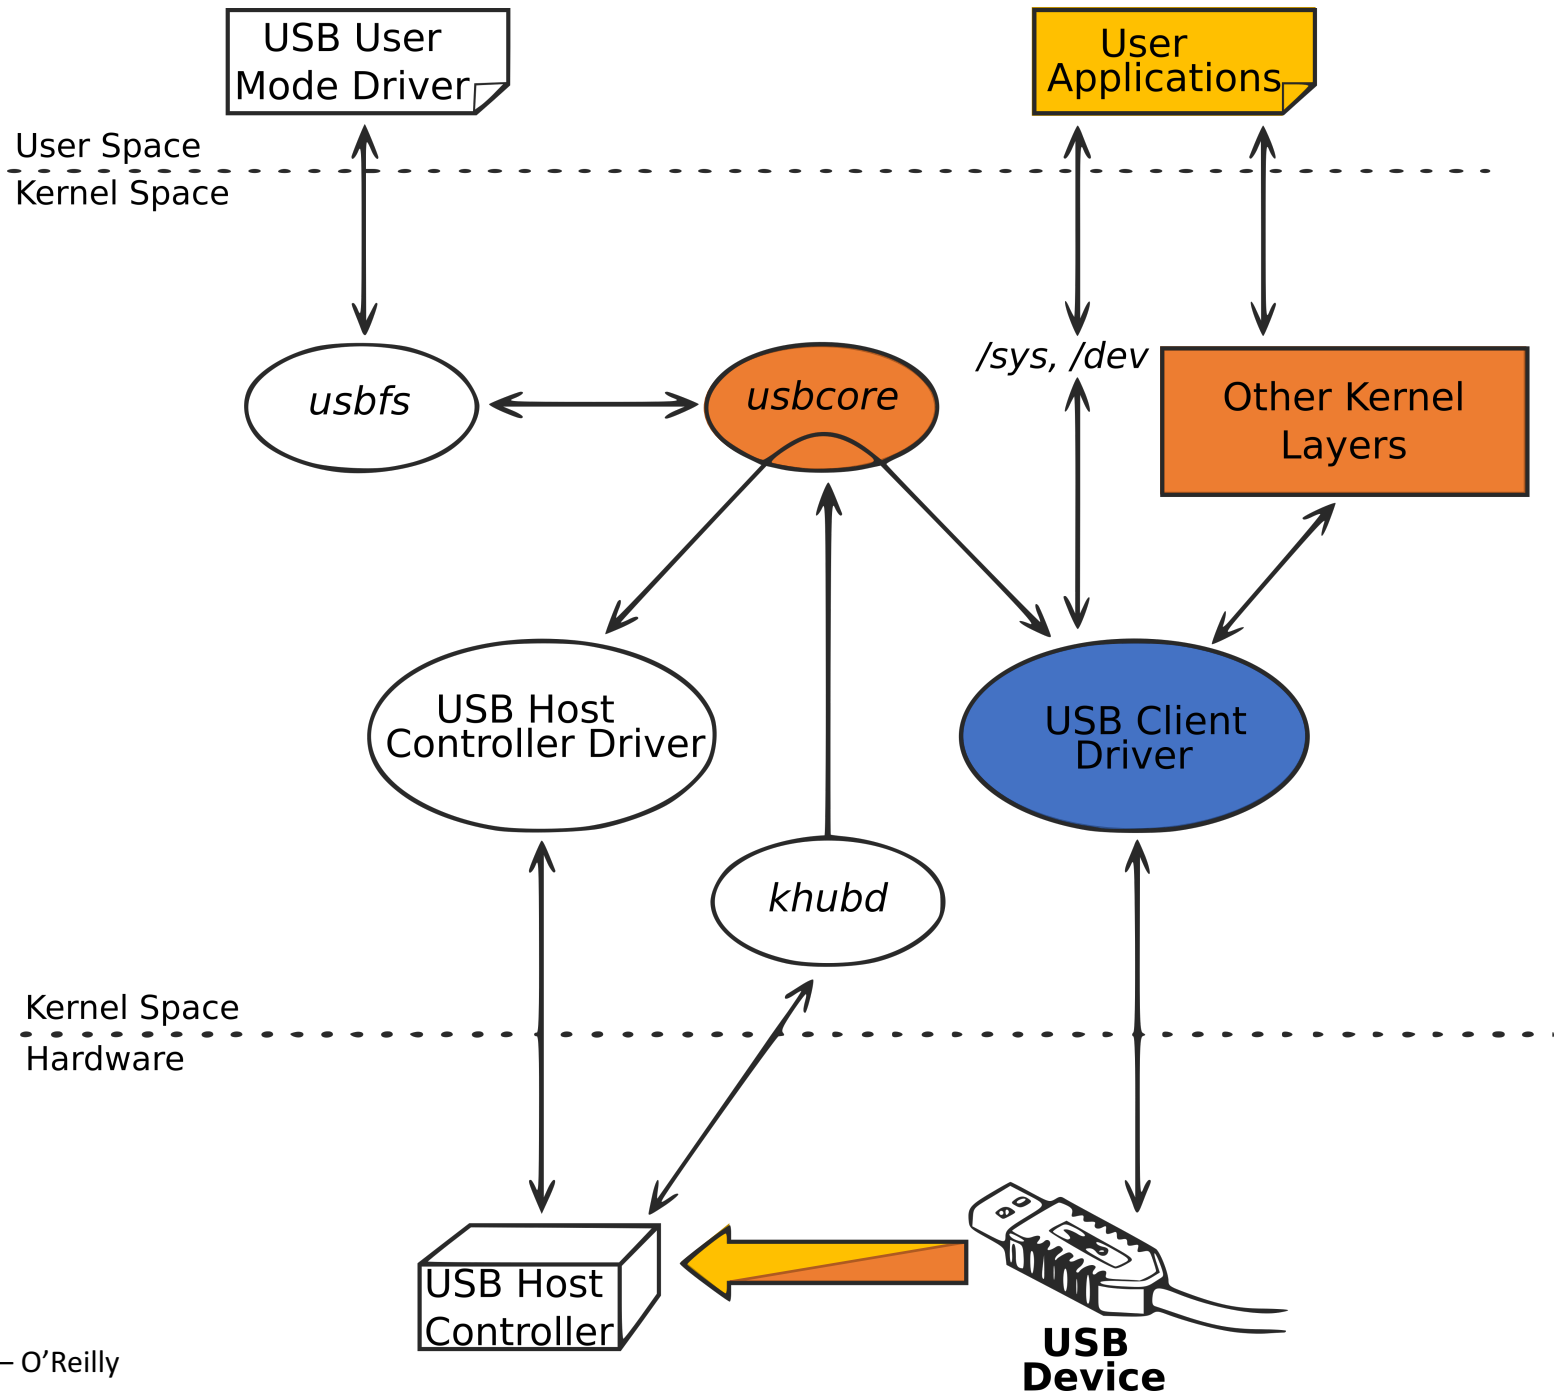 USB User
Mode Driver
User
Applications
User Space
Kernel Space
/sys, /dev
usbfs
usbcore
Other Kernel
Layers
USB Host
Controller Driver
USB Client
Driver
khubd
Kernel Space
Hardware
USB Host
Controller
USB
Device
– O’Reilly